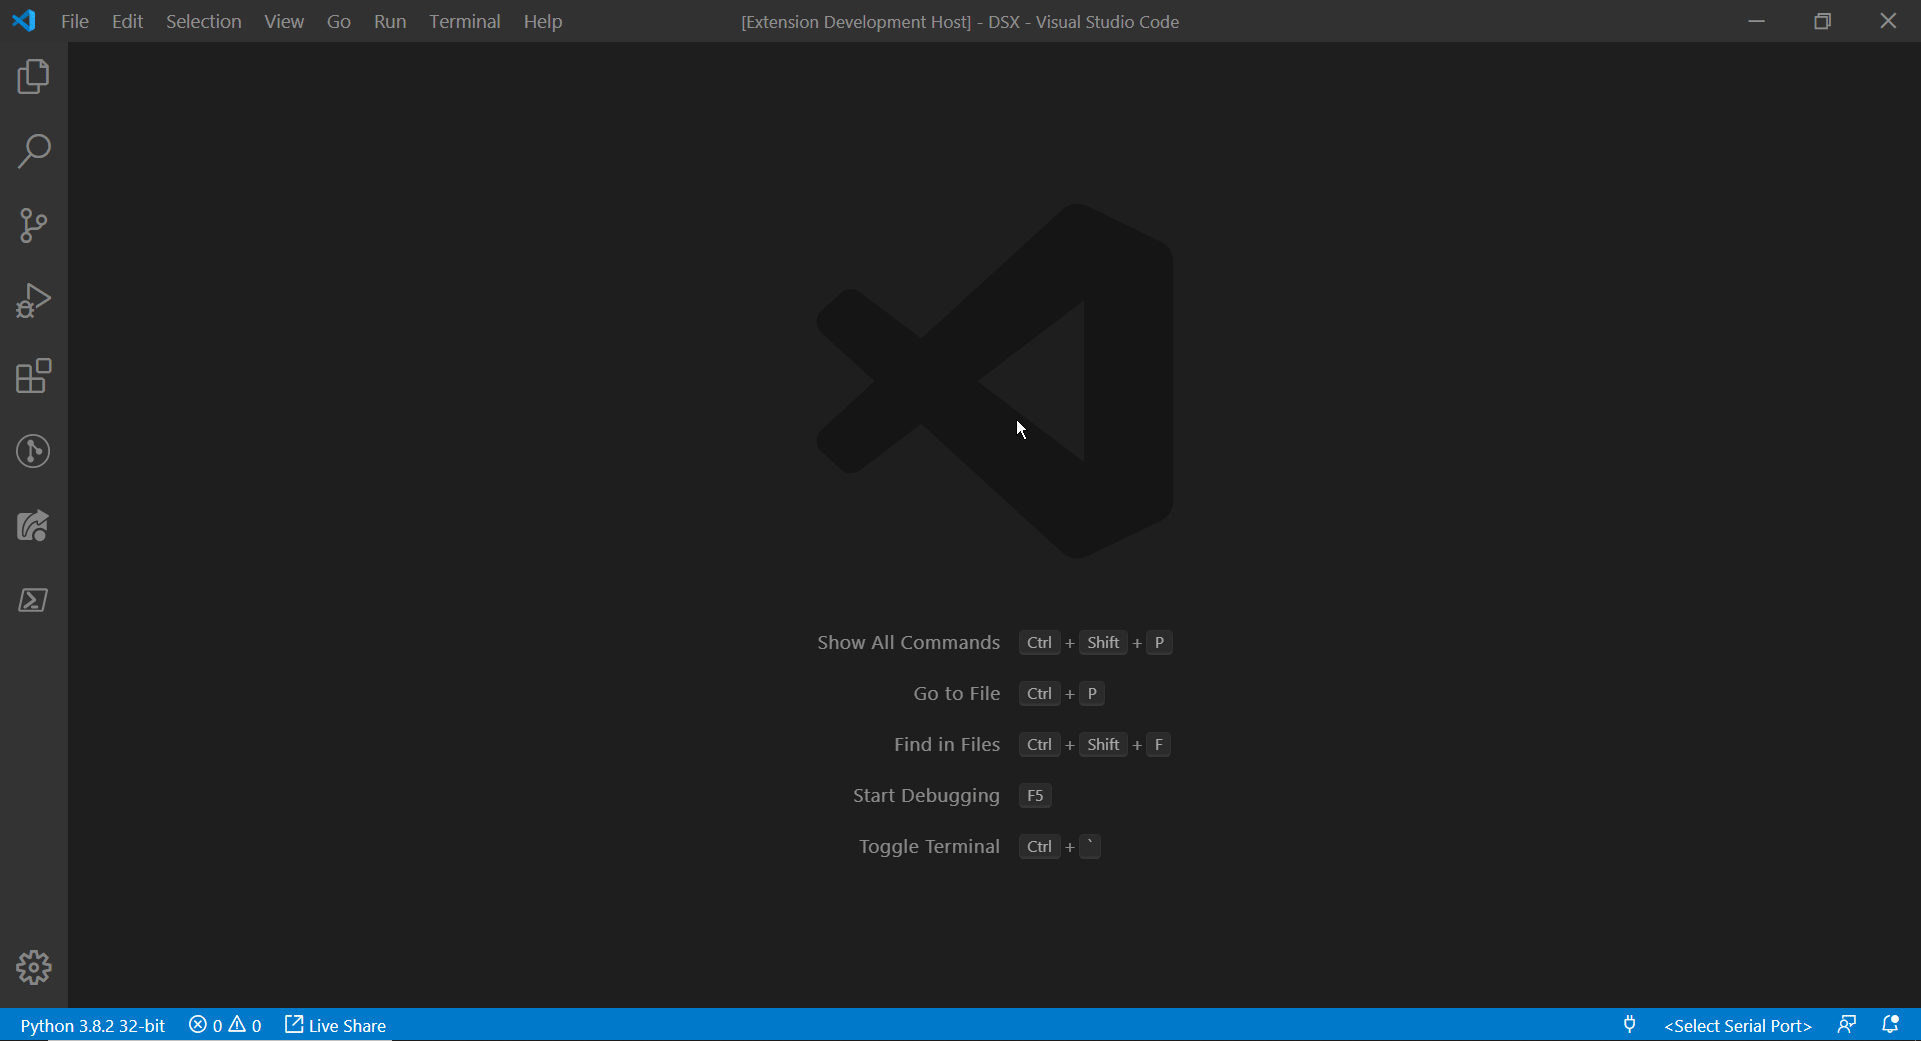 File Edit Selection View Go Run Terminal Help [Extension Development Host] - DSX - Visual Studio Code
Show All Commands Ctrl + Shift + P
Go to File Ctrl + P
Find in Files Ctrl + Shift + F
Start Debugging F5
Toggle Terminal Ctrl + `
Python 3.8.2 32-bit 0 0 Live Share <Select Serial Port>